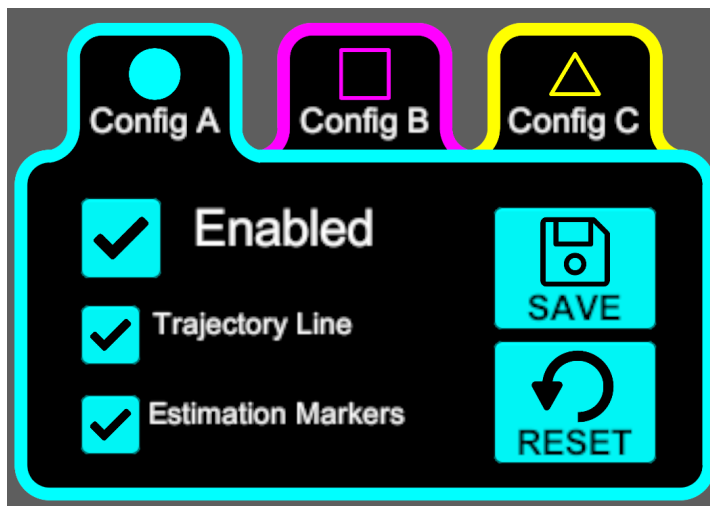 Config A
Config B
Config C
Enabled
SAVE
Trajectory Line
Estimation Markers
RESET